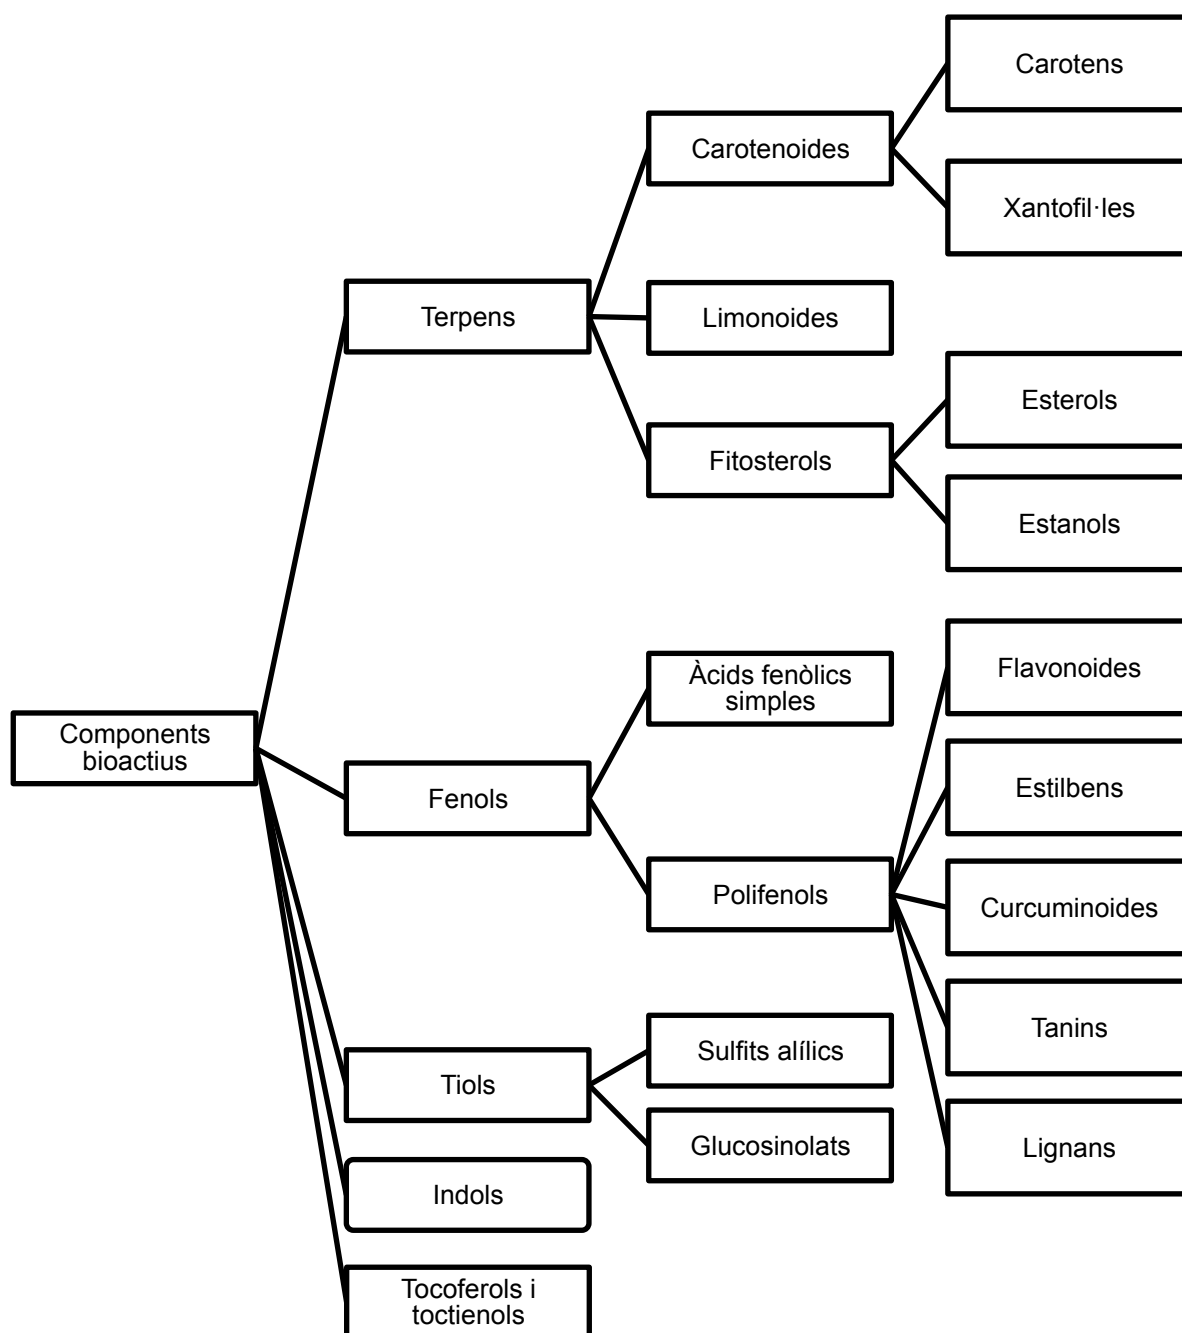 Components
bioactius
Terpens
Carotenoides
Carotens
Xantofil·les
Limonoides
Fitosterols
Esterols
Estanols
Fenols
Àcids fenòlics
simples
Polifenols
Flavonoides
Estilbens
Curcuminoides
Tanins
Lignans
Tiols
Sulfits alílics
Glucosinolats
Indols
Tocoferols i
toctienols